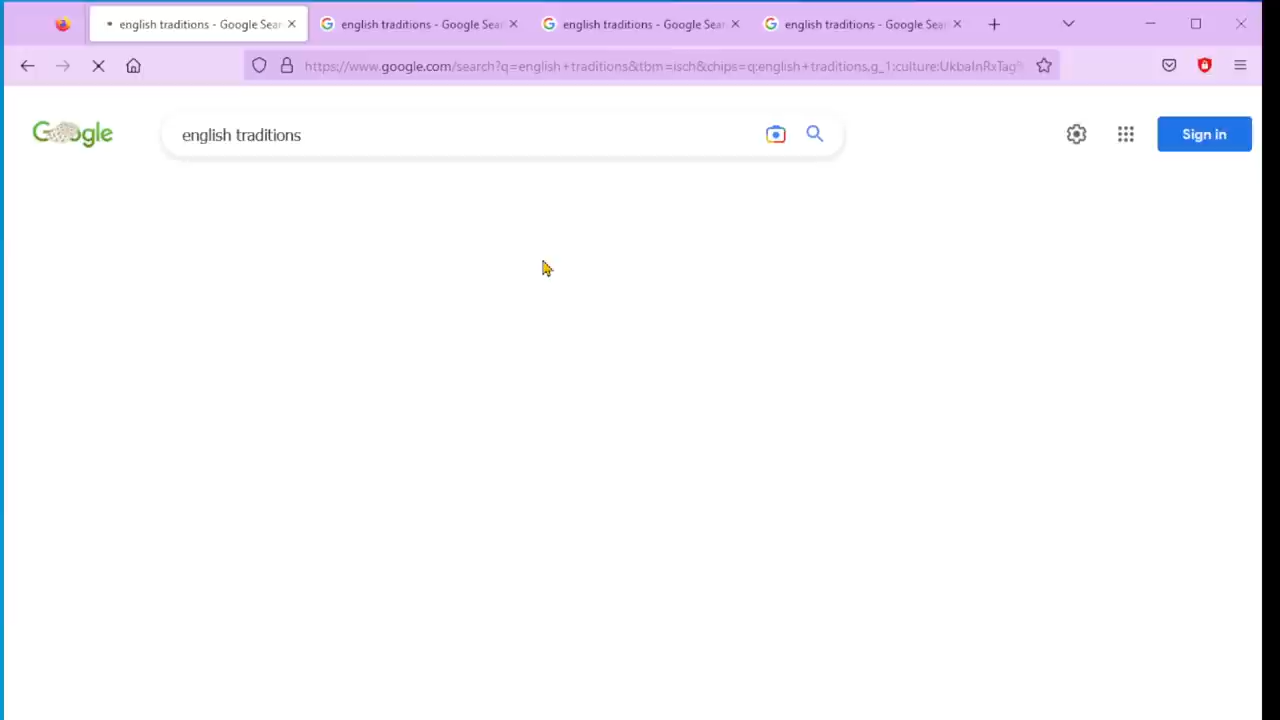 english traditions - Google Sear
english traditions - Google Sear
english traditions - Google Sear
english traditions - Google Sear
https://www.google.com/search?q=english+traditions&tbm=isch&chips=q:english+traditions,g_1:culture:UkbaInRxTag%
Google
english traditions
Sign in